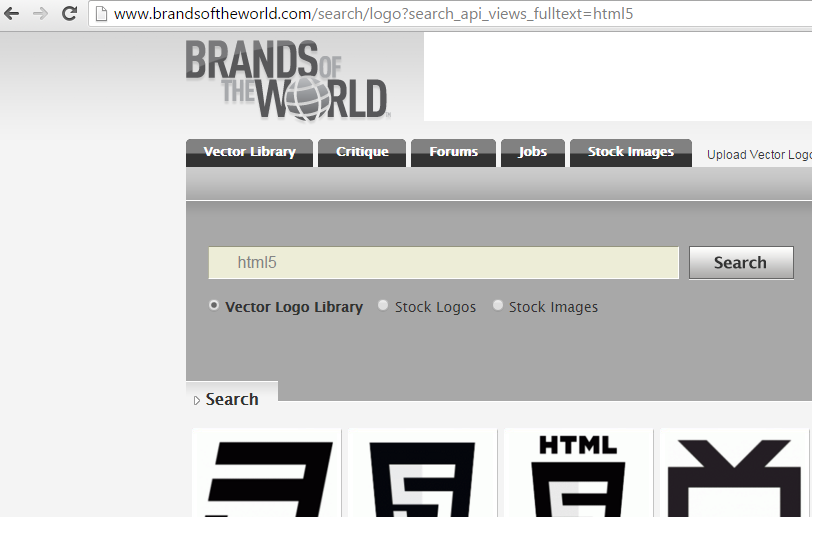 www.brandsoftheworld.com/search/logo?search_api_views_fulltext=html5
BRANDS OF
THE WORLD
Vector Library Critique Forums Jobs Stock Images Upload Vector Logo
html5 Search
Vector Logo Library Stock Logos Stock Images
Search
HTML